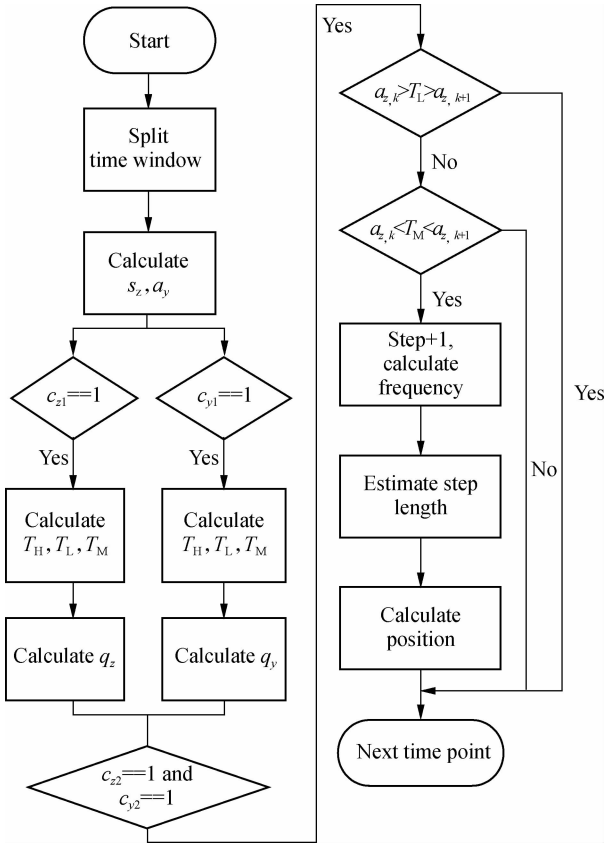 Start
Split
time window
Calculate
s_z, a_y
c_z1==1
c_y1==1
Yes
Yes
Calculate
T_H, T_L, T_M
Calculate
T_H, T_L, T_M
Calculate q_z
Calculate q_y
c_z2==1 and
c_y2==1
Yes
a_z,k>T_L>a_z,k+1
No
a_z,k<T_M<a_z,k+1
Yes
Step+1,
calculate
frequency
Yes
No
Estimate step
length
Calculate
position
Next time point